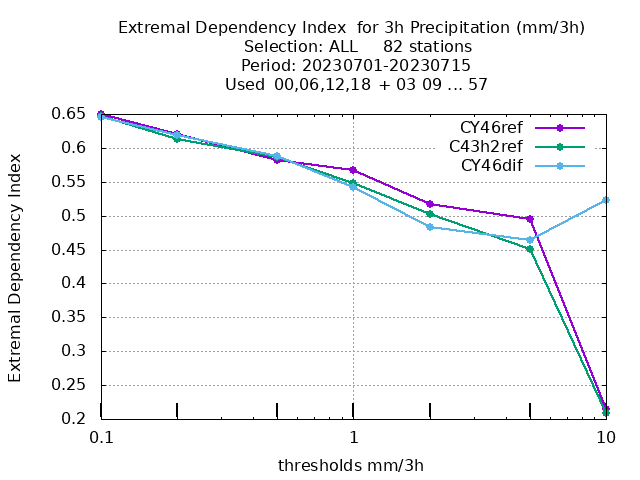 Extremal Dependency Index  for 3h Precipitation (mm/3h)
Selection: ALL     82 stations
Period: 20230701-20230715
Used  00,06,12,18  + 03 09 ... 57
CY46ref
C43h2ref
CY46dif
Extremal Dependency Index
0.65
0.6
0.55
0.5
0.45
0.4
0.35
0.3
0.25
0.2
0.1
1
10
thresholds mm/3h